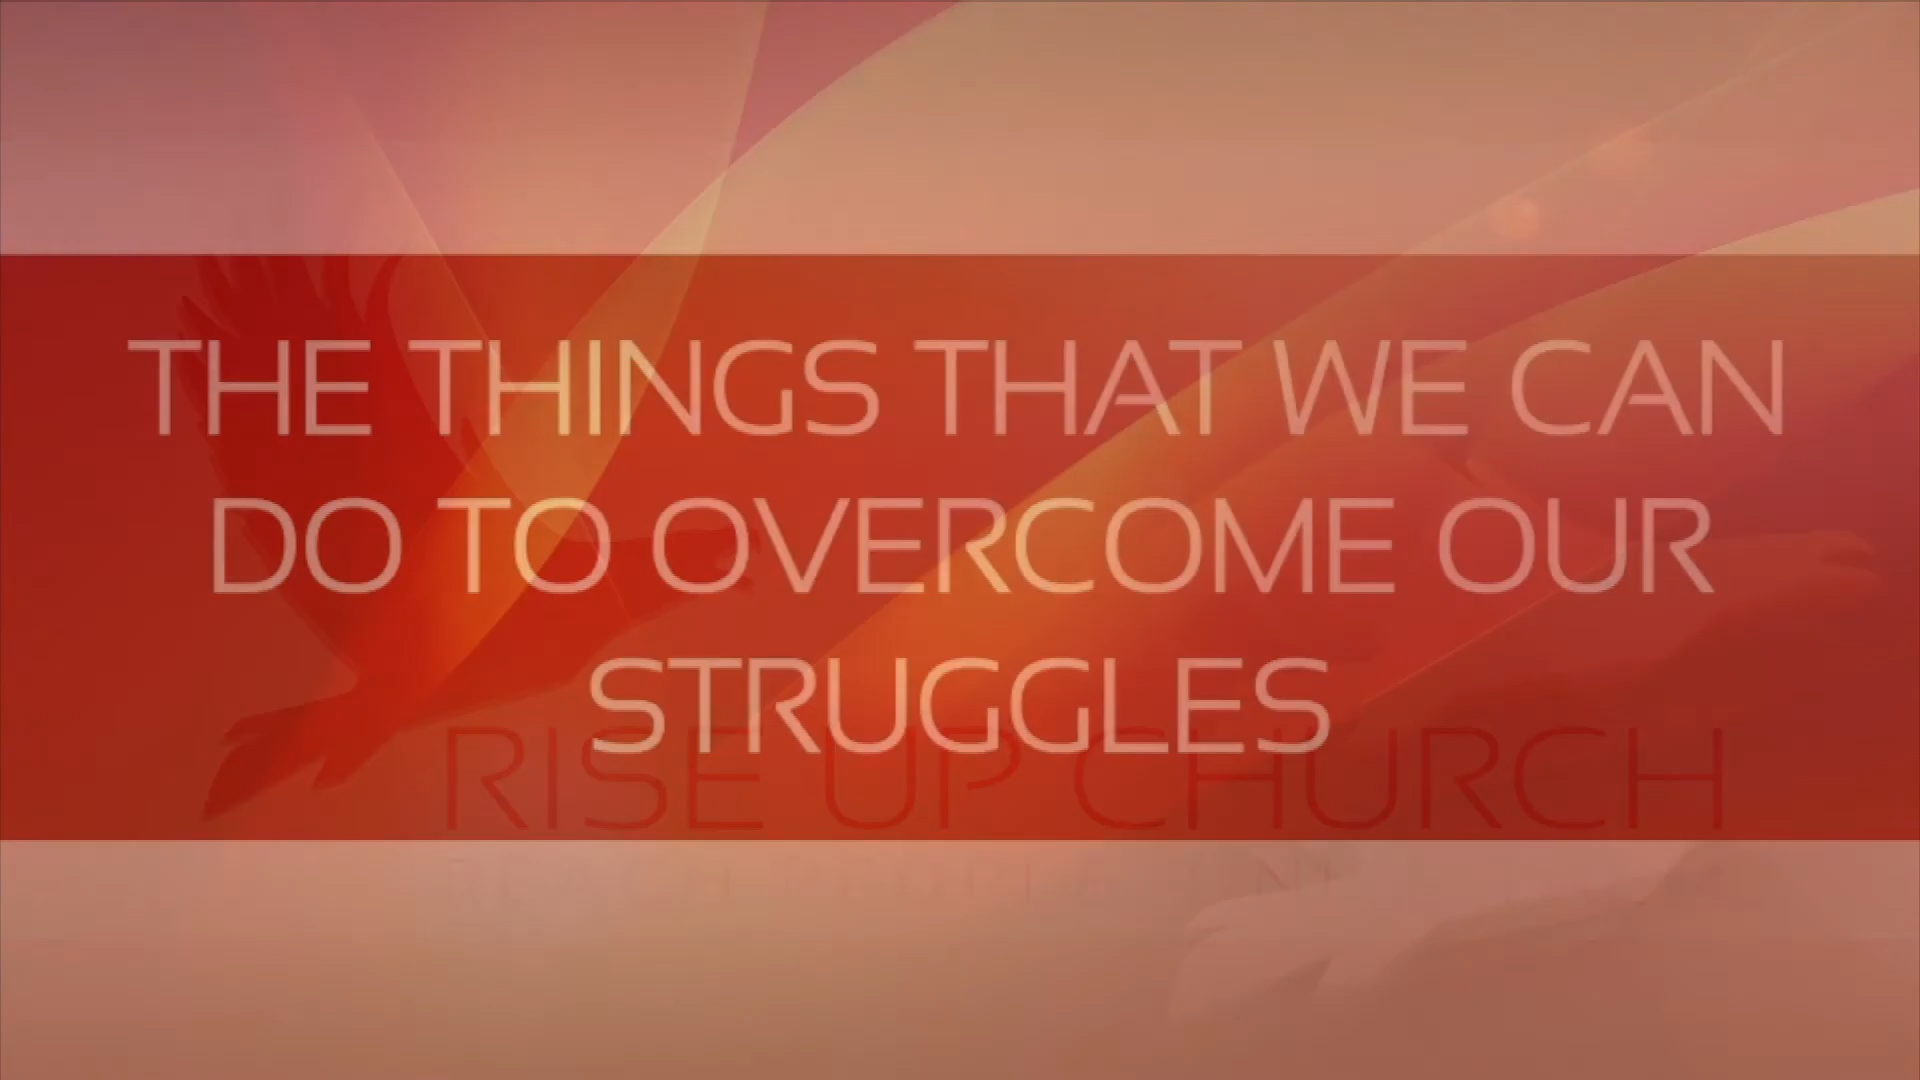 THE THINGS THAT WE CAN
DO TO OVERCOME OUR
STRUGGLES
RISE UP CHURCH